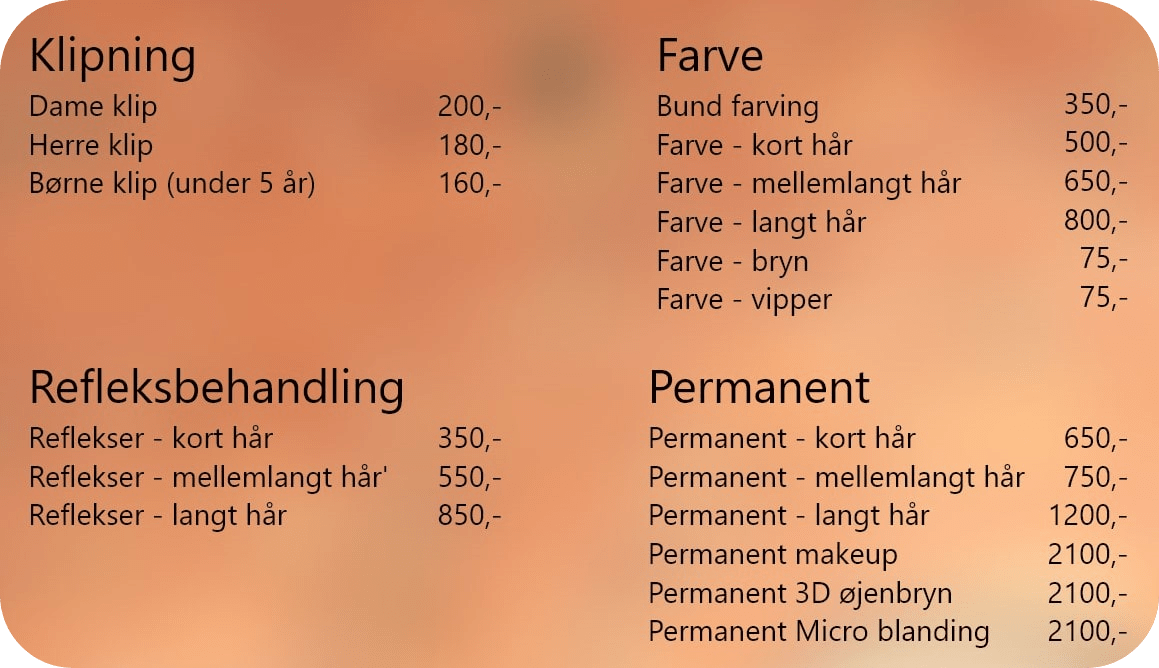 Klipning
Dame klip 200,-
Herre klip 180,-
Børne klip (under 5 år) 160,-
Farve
Bund farving 350,-
Farve - kort hår 500,-
Farve - mellemlangt hår 650,-
Farve - langt hår 800,-
Farve - bryn 75,-
Farve - vipper 75,-
Refleksbehandling
Reflekser - kort hår 350,-
Reflekser - mellemlangt hår' 550,-
Reflekser - langt hår 850,-
Permanent
Permanent - kort hår 650,-
Permanent - mellemlangt hår 750,-
Permanent - langt hår 1200,-
Permanent makeup 2100,-
Permanent 3D øjenbryn 2100,-
Permanent Micro blanding 2100,-